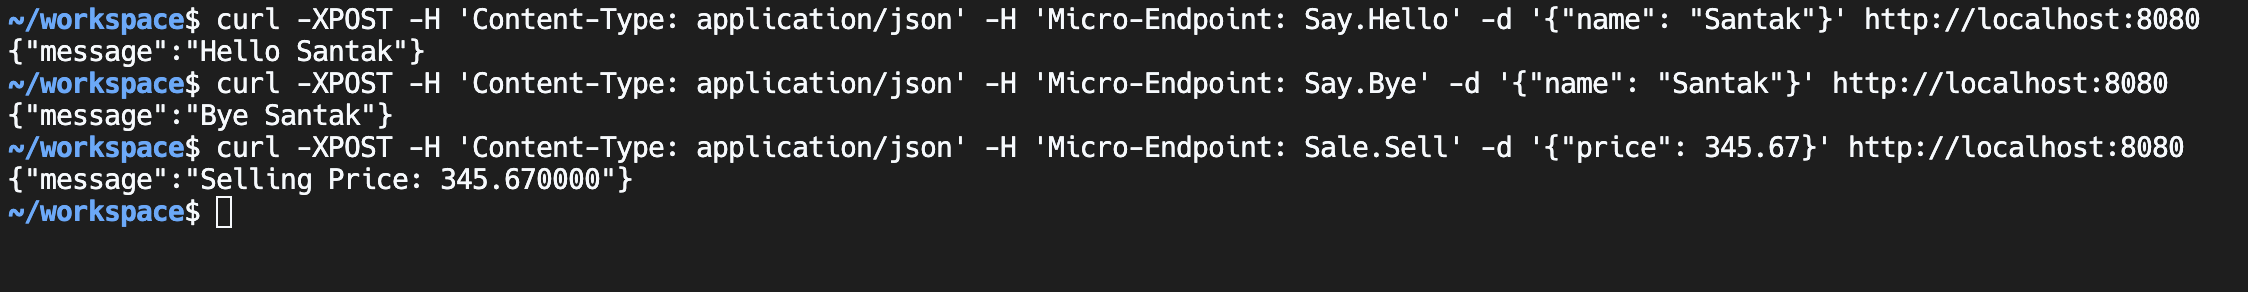 ~/workspace$ curl -XPOST -H 'Content-Type: application/json' -H 'Micro-Endpoint: Say.Hello' -d '{"name": "Santak"}' http://localhost:8080
{"message":"Hello Santak"}
~/workspace$ curl -XPOST -H 'Content-Type: application/json' -H 'Micro-Endpoint: Say.Bye' -d '{"name": "Santak"}' http://localhost:8080
{"message":"Bye Santak"}
~/workspace$ curl -XPOST -H 'Content-Type: application/json' -H 'Micro-Endpoint: Sale.Sell' -d '{"price": 345.67}' http://localhost:8080
{"message":"Selling Price: 345.670000"}
~/workspace$